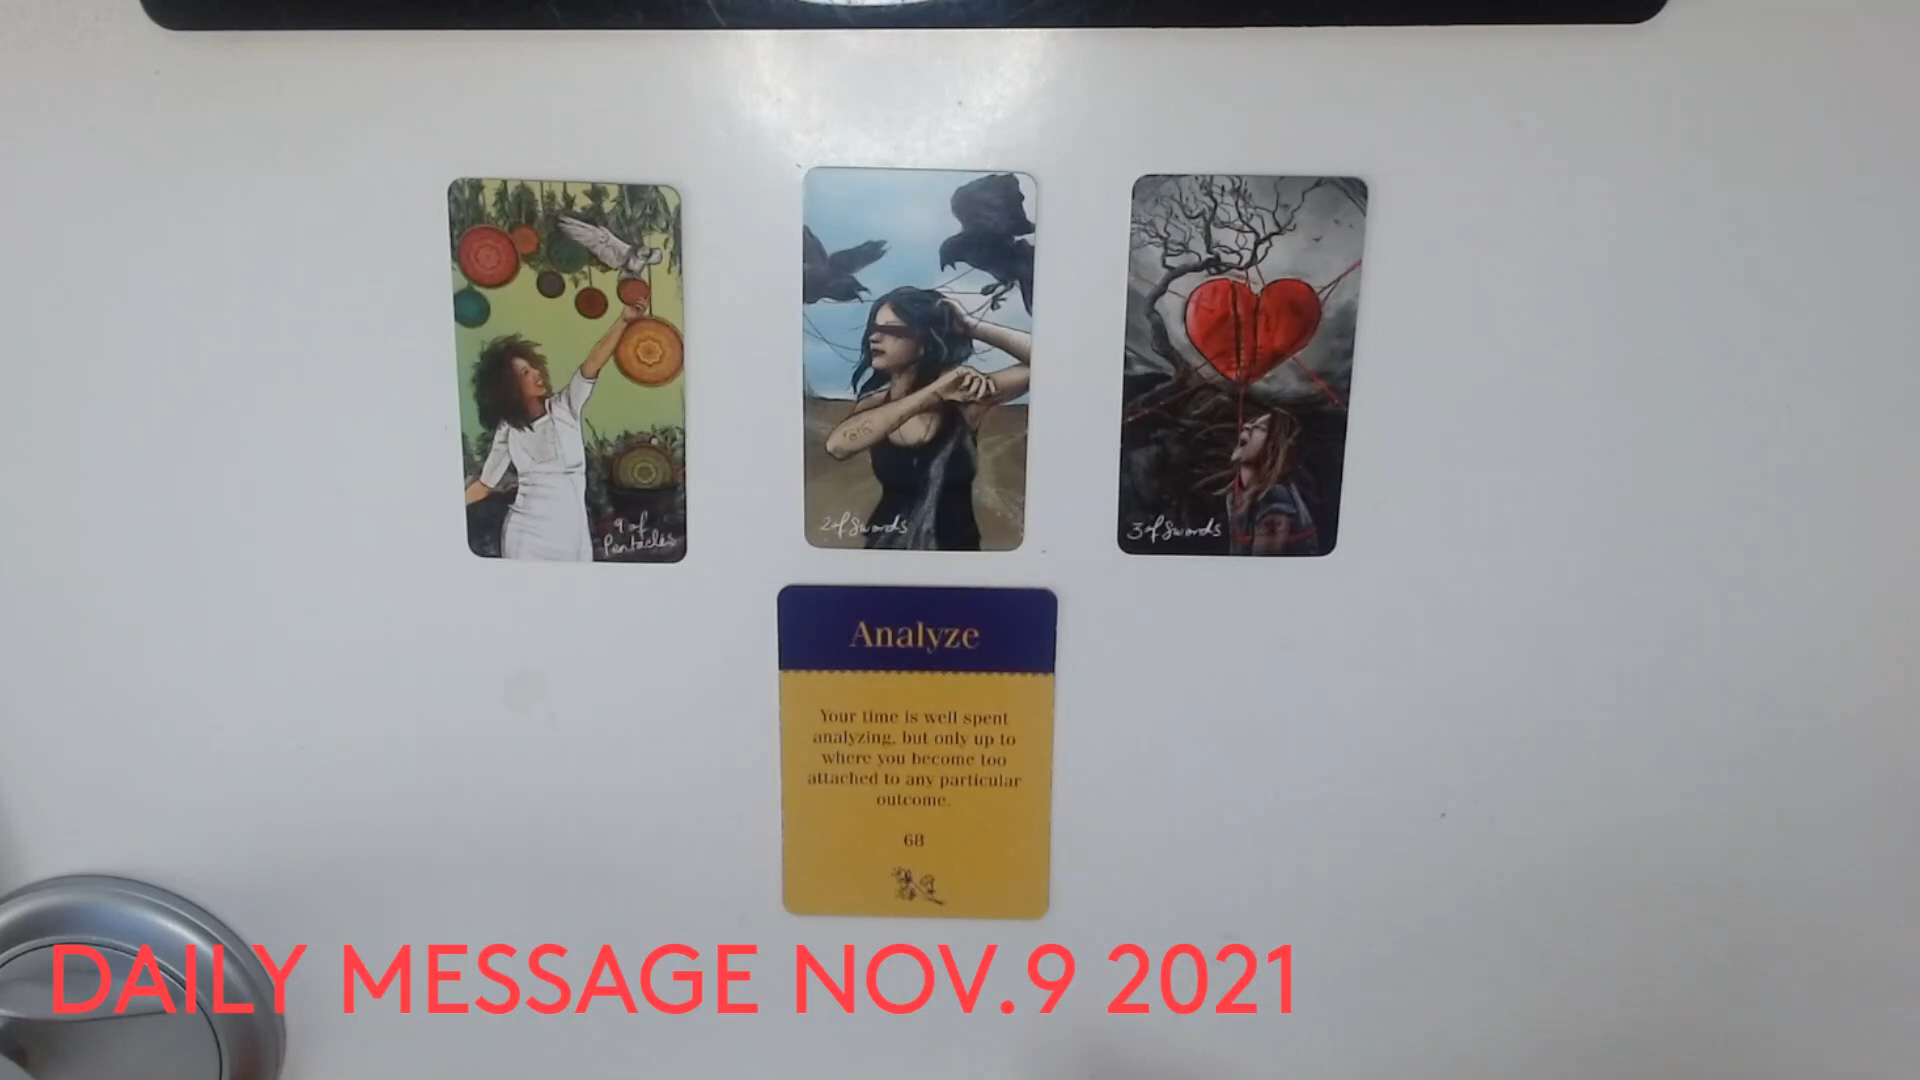 9 of
Pentacles
2 of Swords
3 of Swords
Analyze
Your time is well spent
analyzing, but only up to
where you become too
attached to any particular
outcome.
68
DAILY MESSAGE NOV.9 2021